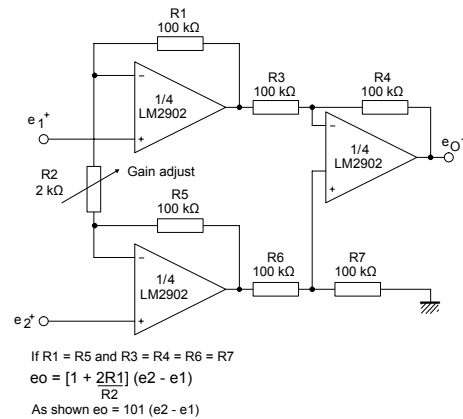 R1
100 kΩ
R3
100 kΩ
R4
100 kΩ
−
1/4
LM2902
+
e1+
−
1/4
LM2902
+
eO
R2
2 kΩ
Gain adjust
R5
100 kΩ
−
1/4
LM2902
+
R6
100 kΩ
R7
100 kΩ
e2+
If R1 = R5 and R3 = R4 = R6 = R7
eo = [1 + 2R1] (e2 - e1)
R2
As shown eo = 101 (e2 - e1)